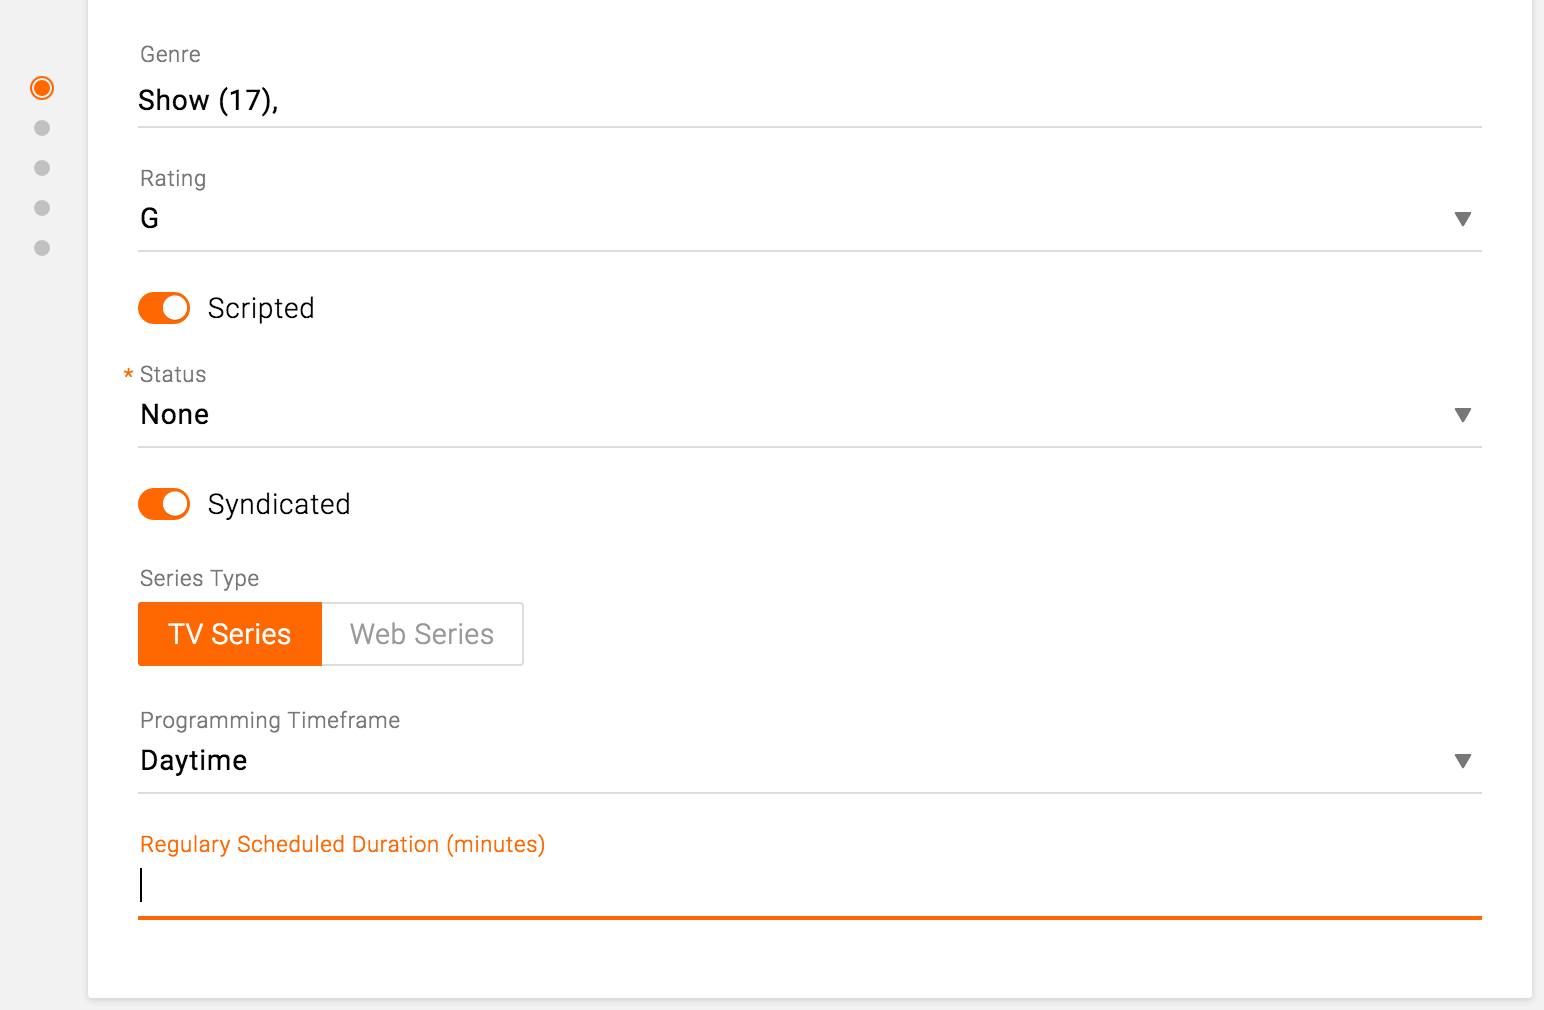 Genre
Show (17),
Rating
G
Scripted
* Status
None
Syndicated
Series Type
TV Series Web Series
Programming Timeframe
Daytime
Regulary Scheduled Duration (minutes)